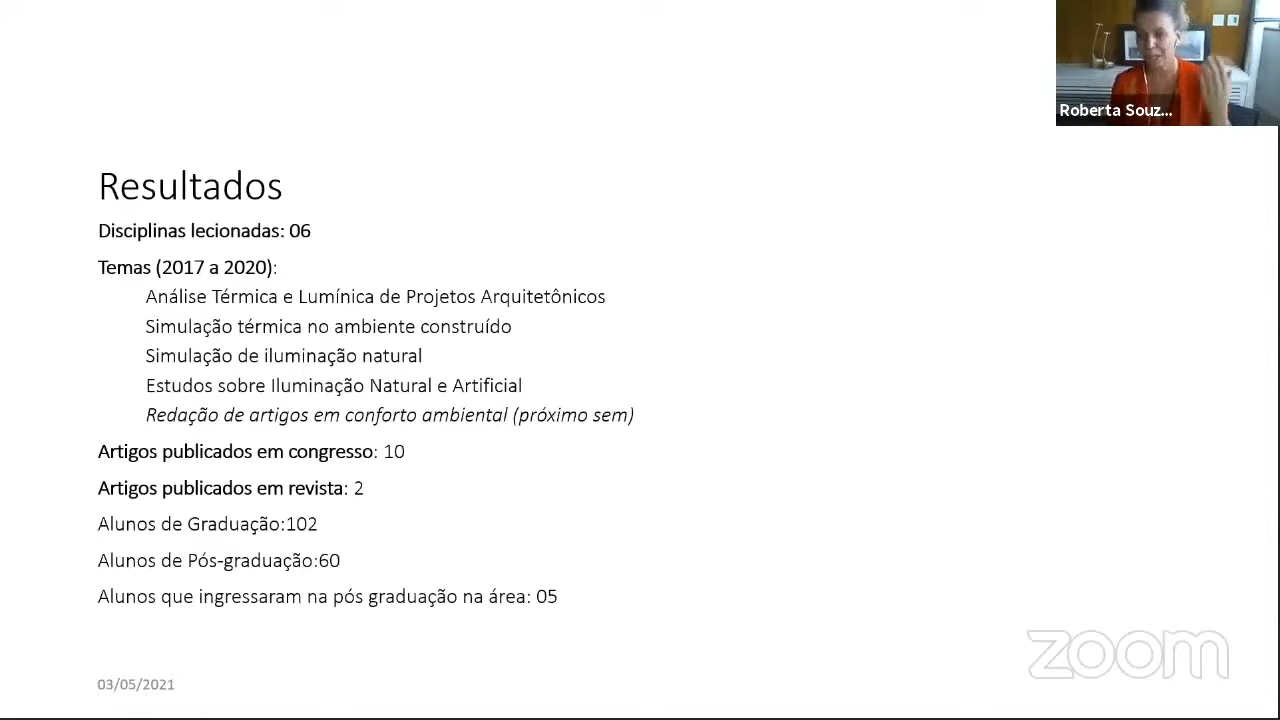 Roberta Souz...
Resultados
Disciplinas lecionadas: 06
Temas (2017 a 2020):
Análise Térmica e Lumínica de Projetos Arquitetônicos
Simulação térmica no ambiente construído
Simulação de iluminação natural
Estudos sobre Iluminação Natural e Artificial
Redação de artigos em conforto ambiental (próximo sem)
Artigos publicados em congresso: 10
Artigos publicados em revista: 2
Alunos de Graduação:102
Alunos de Pós-graduação:60
Alunos que ingressaram na pós graduação na área: 05
zoom
03/05/2021